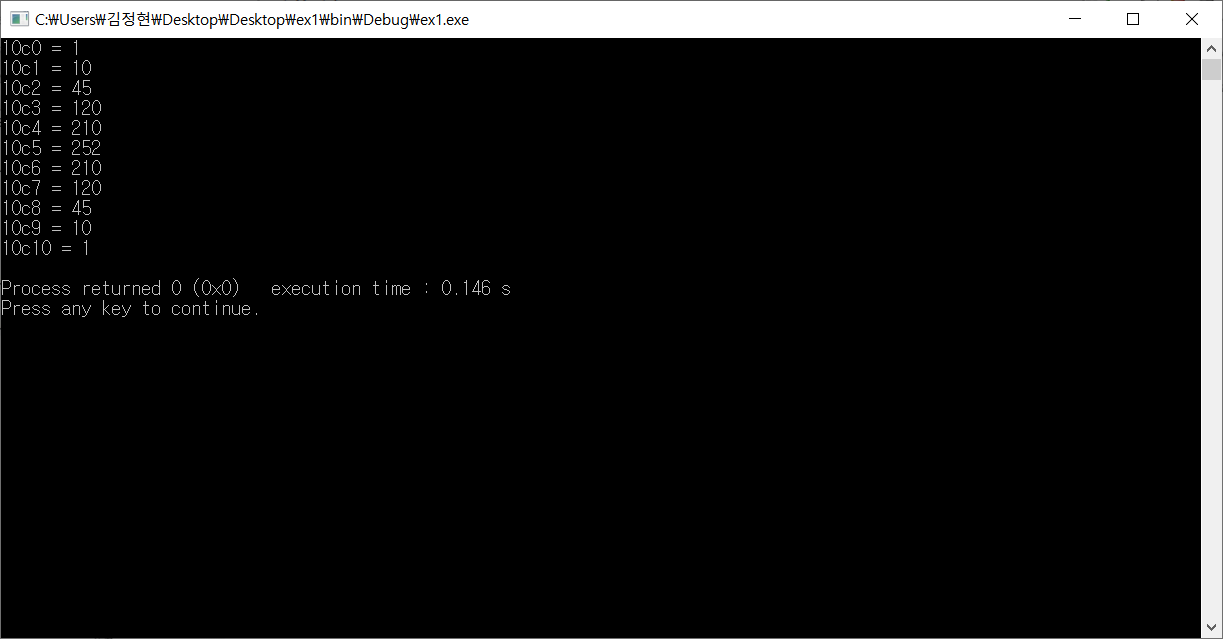 C:₩Users₩김정현₩Desktop₩Desktop₩ex1₩bin₩Debug₩ex1.exe
10c0 = 1
10c1 = 10
10c2 = 45
10c3 = 120
10c4 = 210
10c5 = 252
10c6 = 210
10c7 = 120
10c8 = 45
10c9 = 10
10c10 = 1
Process returned 0 (0x0)   execution time : 0.146 s
Press any key to continue.